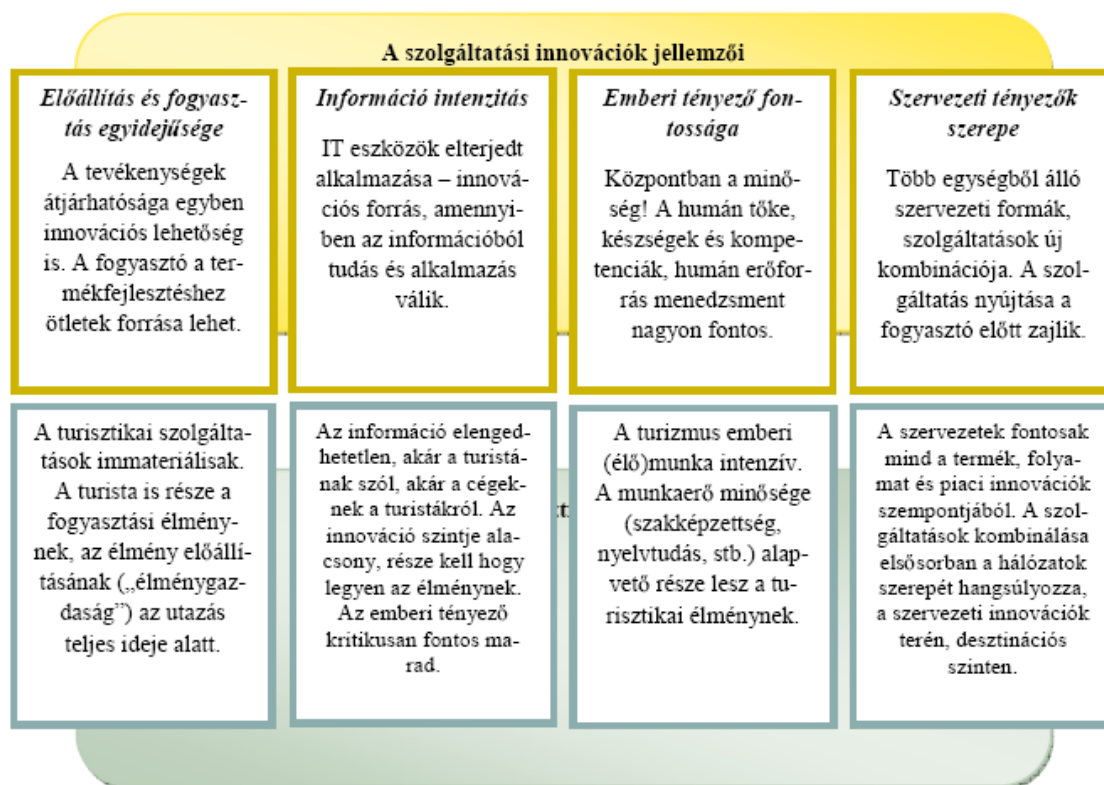 A szolgáltatási innovációk jellemzői
Előállítás és fogyasz-
tás egyidejűsége
A tevékenységek
átjárhatósága egyben
innovációs lehetőség
is. A fogyasztó a ter-
mékfejlesztéshez
ötletek forrása lehet.
Információ intenzitás
IT eszközök elterjedt
alkalmazása – innová-
ciós forrás, amennyi-
ben az információból
tudás és alkalmazás
válik.
Emberi tényező fon-
tossága
Központban a minő-
ség! A humán tőke,
készségek és kompe-
tenciák, humán erőfor-
rás menedzsment
nagyon fontos.
Szervezeti tényezők
szerepe
Több egységből álló
szervezeti formák,
szolgáltatások új
kombinációja. A szol-
gáltatás nyújtása a
fogyasztó előtt zajlik.
A turisztikai szolgálta-
tások immateriálisak.
A turista is része a
fogyasztási élmény-
nek, az élmény előállí-
tásának („élménygaz-
daság”) az utazás
teljes ideje alatt.
Az információ elenged-
hetetlen, akár a turistá-
nak szól, akár a cégek-
nek a turistákról. Az
innováció szintje ala-
csony, része kell hogy
legyen az élménynek.
Az emberi tényező
kritikusan fontos ma-
rad.
A turizmus emberi
(élő)munka intenzív.
A munkaerő minősége
(szakképzettség,
nyelvtudás, stb.) alap-
vető része lesz a tu-
risztikai élménynek.
A szervezetek fontosak
mind a termék, folya-
mat és piaci innovációk
szempontjából. A szol-
gáltatások kombinálása
elsősorban a hálózatok
szerepét hangsúlyozza,
a szervezeti innovációk
terén, desztinációs
szinten.